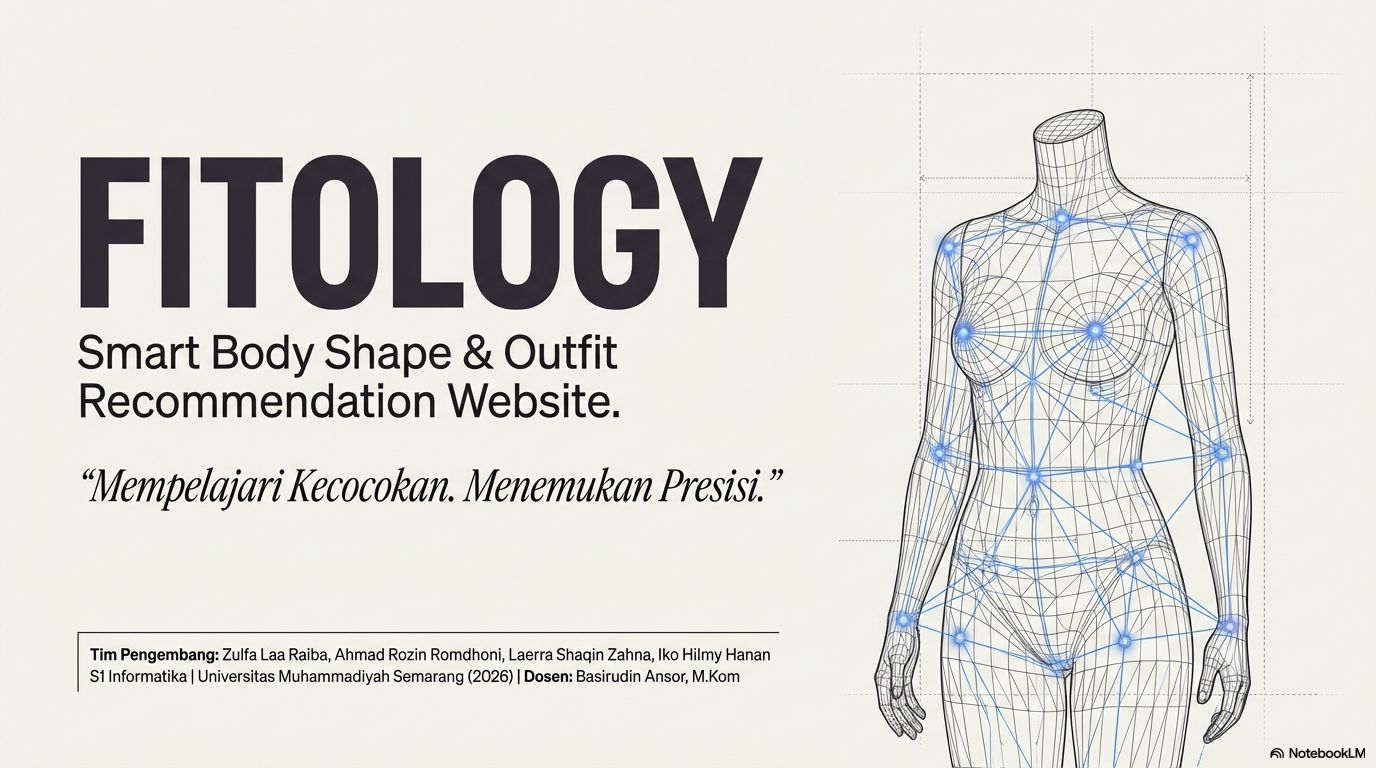 FITOLOGY
Smart Body Shape & Outfit
Recommendation Website.
“Mempelajari Kecocokan. Menemukan Presisi.”
Tim Pengembang: Zulfa Laa Raiba, Ahmad Rozin Romdhoni, Laerra Shaqin Zahna, Iko Hilmy Hanan
S1 Informatika | Universitas Muhammadiyah Semarang (2026) | Dosen: Basirudin Ansor, M.Kom
NotebookLM